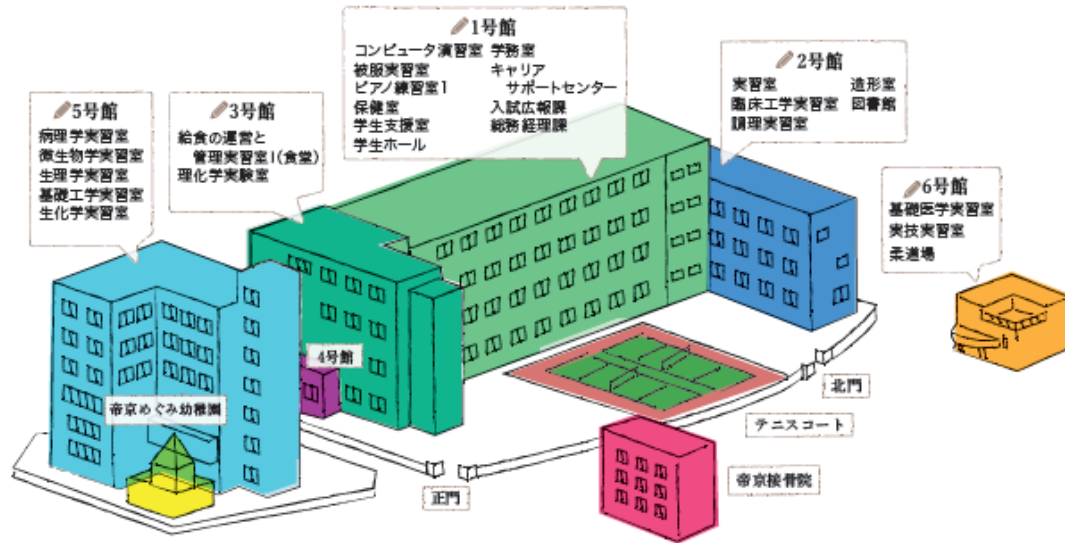 1号館
コンピュータ演習室 学務室
被服実習室 キャリア
ピアノ練習室1 サポートセンター
保健室 入試広報課
学生支援室 総務経理課
学生ホール
2号館
実習室 造形室
臨床工学実習室 図書館
調理実習室
5号館
病理学実習室
微生物学実習室
生理学実習室
基礎工学実習室
生化学実習室
3号館
給食の運営と
管理実習室I(食堂)
理化学実験室
6号館
基礎医学実習室
実技実習室
柔道場
4号館
帝京めぐみ幼稚園
北門
テニスコート
正門
帝京接骨院